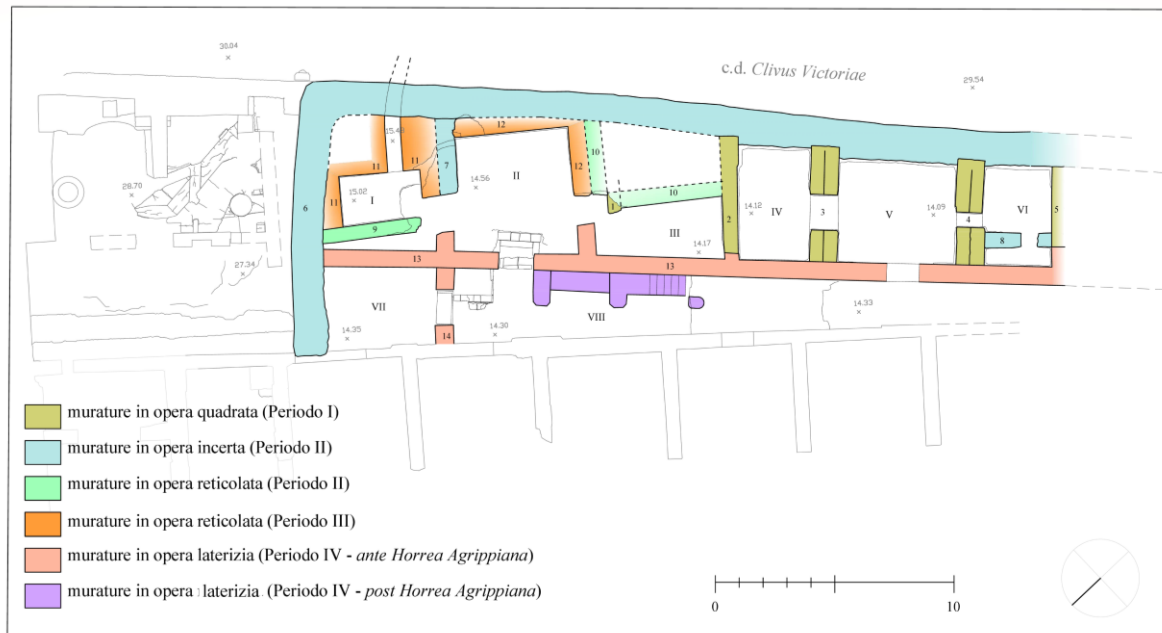 30.04
c.d. Clivus Victoriae
29.54
12
15.43
11
7
12
10
11
II
28.70
15.02
14.56
12
10
6
11
I
1
2
14.12
IV
3
V
14.09
4
VI
5
9
III
14.17
8
13
13
27.34
VII
VIII
14.35
14
14.30
14.33
murature in opera quadrata (Periodo I)
murature in opera incerta (Periodo II)
murature in opera reticolata (Periodo II)
murature in opera reticolata (Periodo III)
murature in opera laterizia (Periodo IV - ante Horrea Agrippiana)
murature in opera laterizia (Periodo IV - post Horrea Agrippiana)
0 10